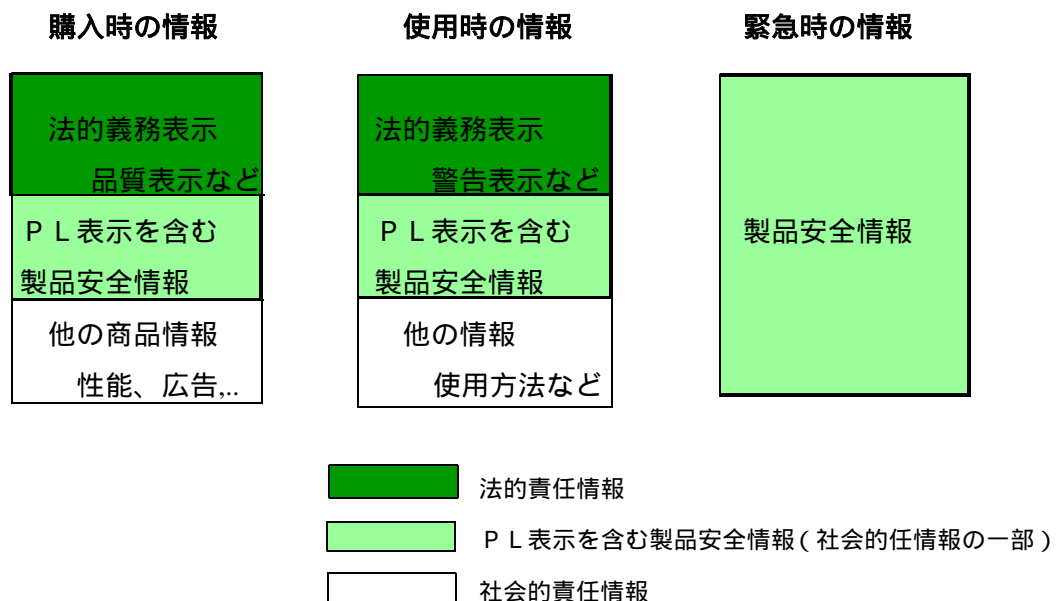 購入時の情報
法的義務表示
品質表示など
ＰＬ表示を含む
製品安全情報
他の商品情報
性能、広告,..
使用時の情報
法的義務表示
警告表示など
ＰＬ表示を含む
製品安全情報
他の情報
使用方法など
緊急時の情報
製品安全情報
法的責任情報
ＰＬ表示を含む製品安全情報(社会的任情報の一部)
社会的責任情報